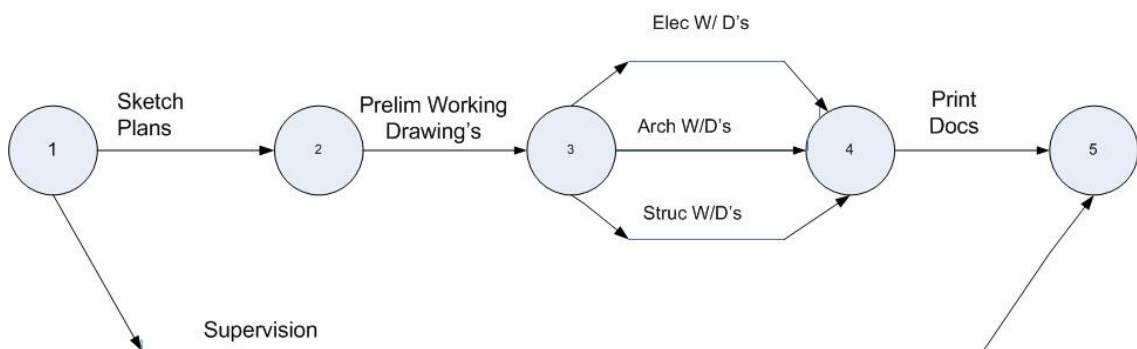 Elec W/ D's
Sketch
Plans
Prelim Working
Drawing's
Arch W/D's
Print
Docs
1
2
3
4
5
Struc W/D's
Supervision